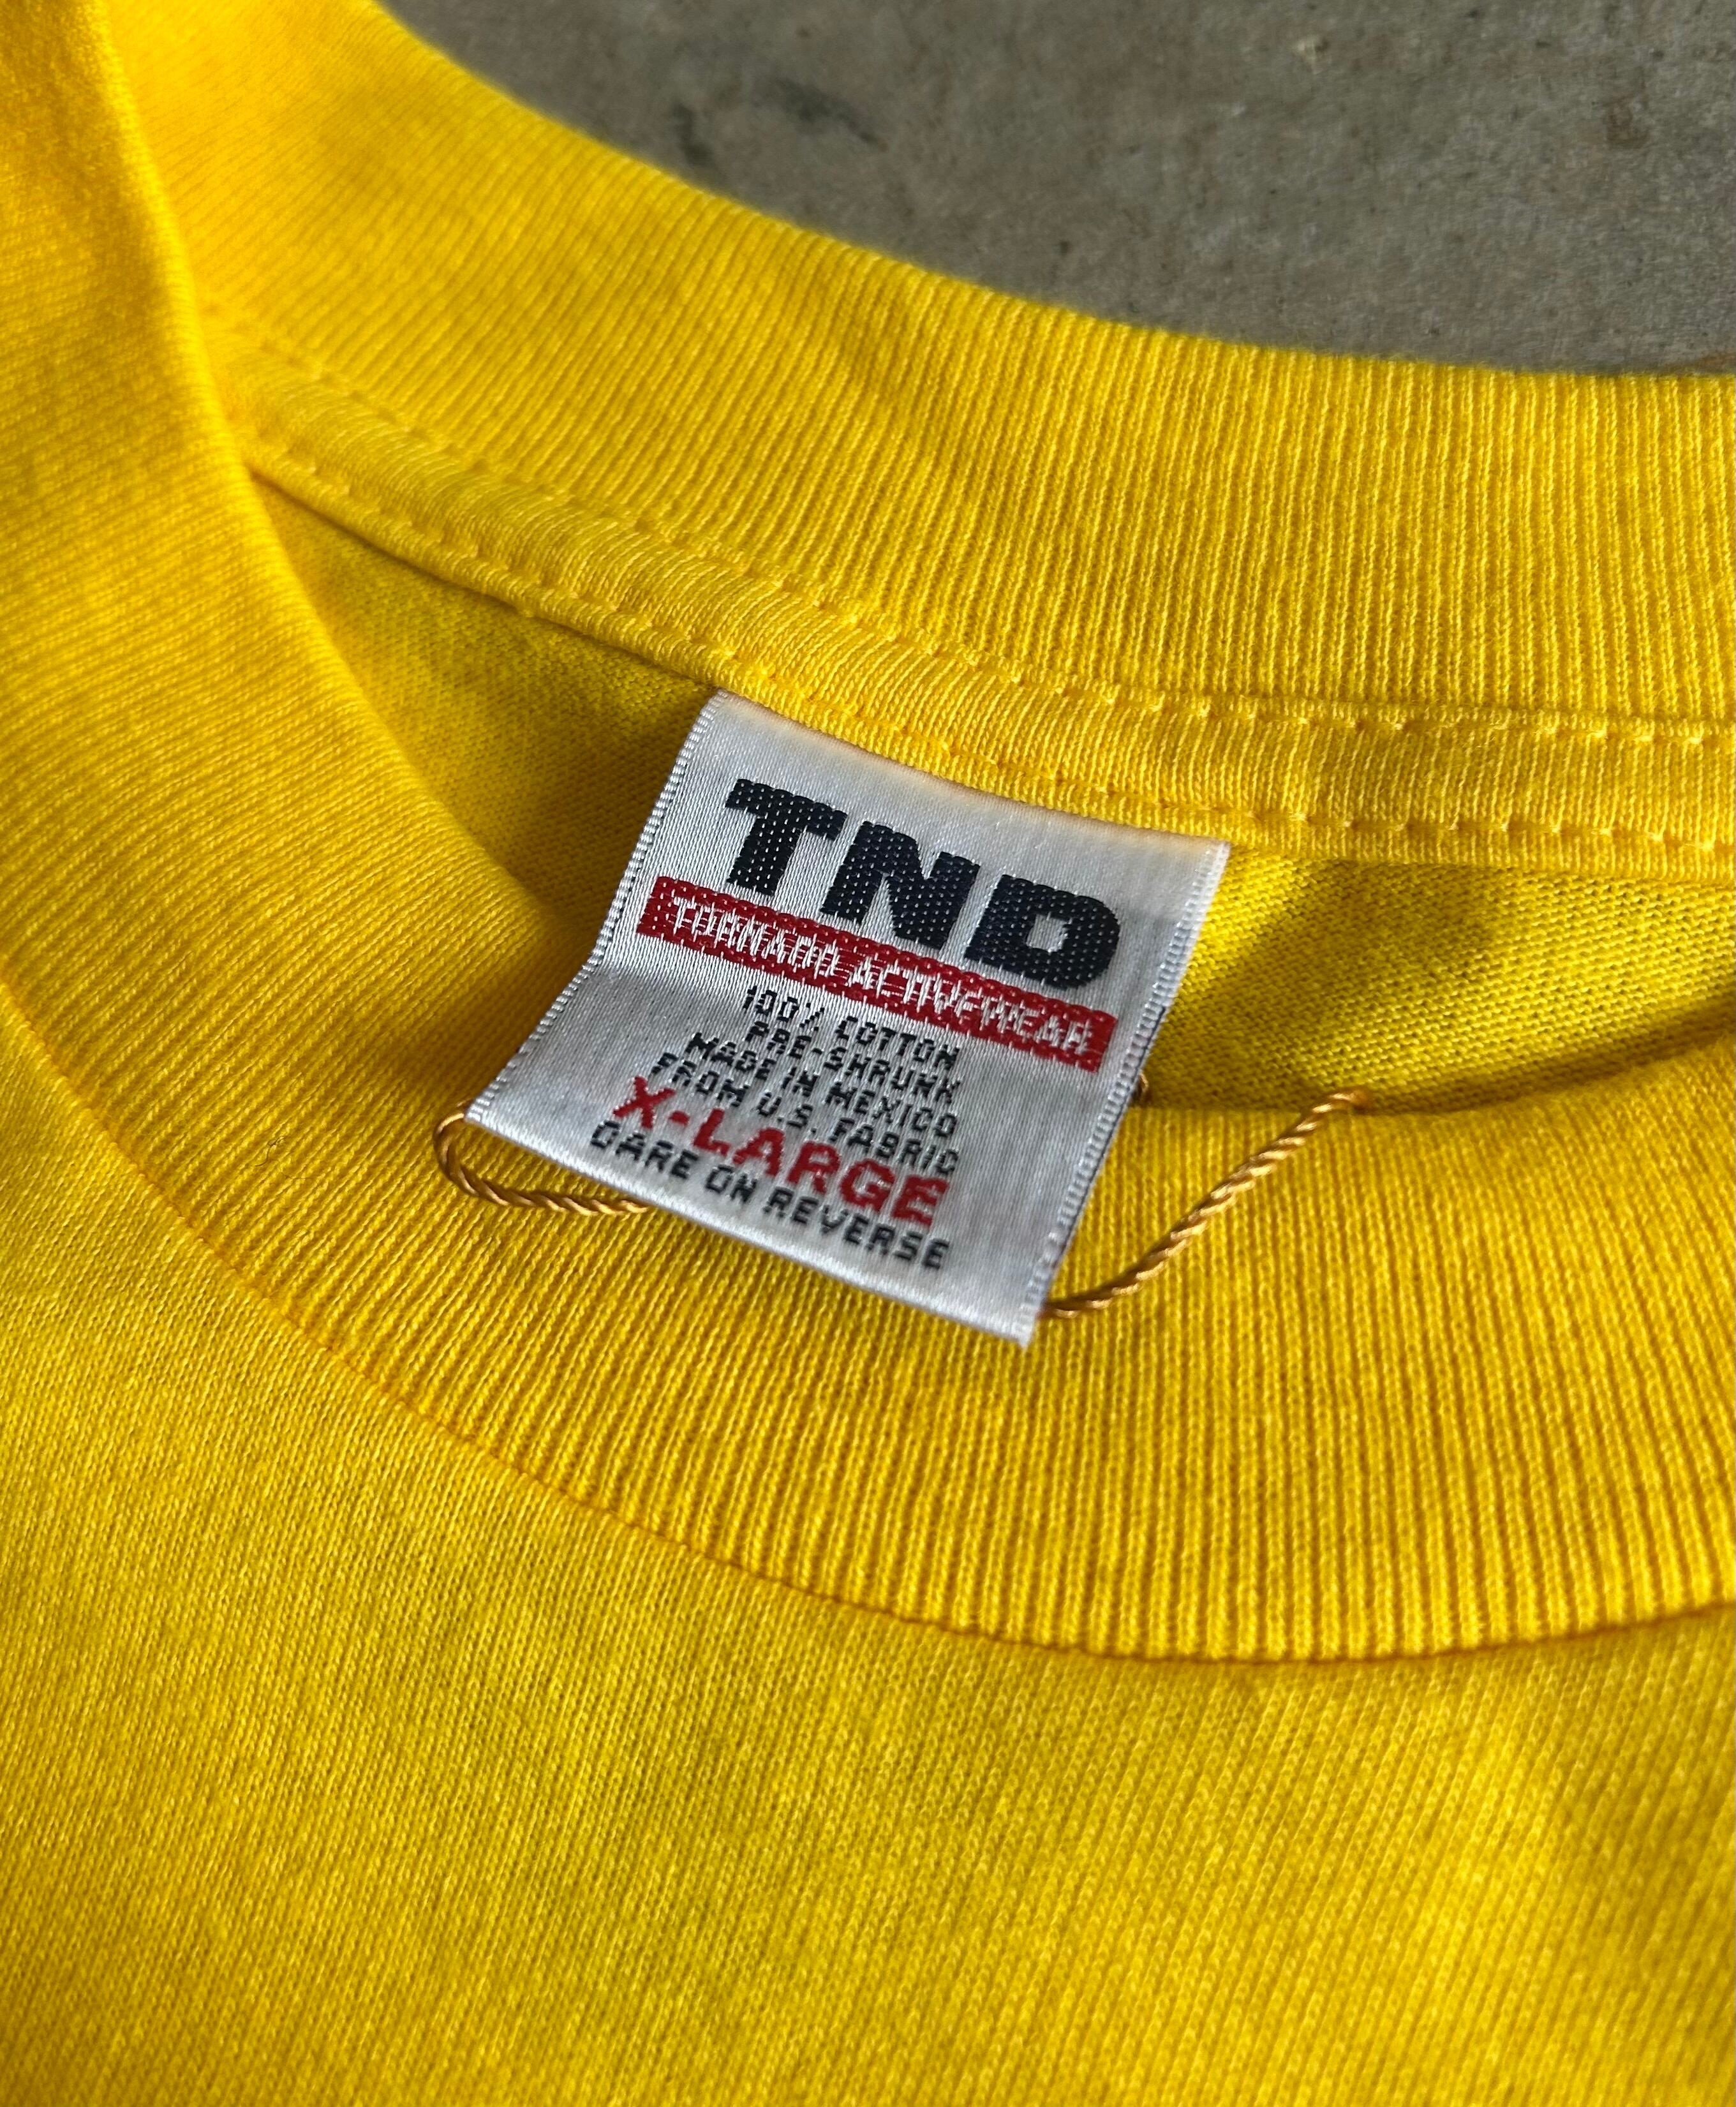 TND
TORNADO ACTIVEWEAR
100% COTTON
PRE-SHRUNK
MADE IN MEXICO
FROM U.S. FABRIC
X-LARGE
CARE ON REVERSE